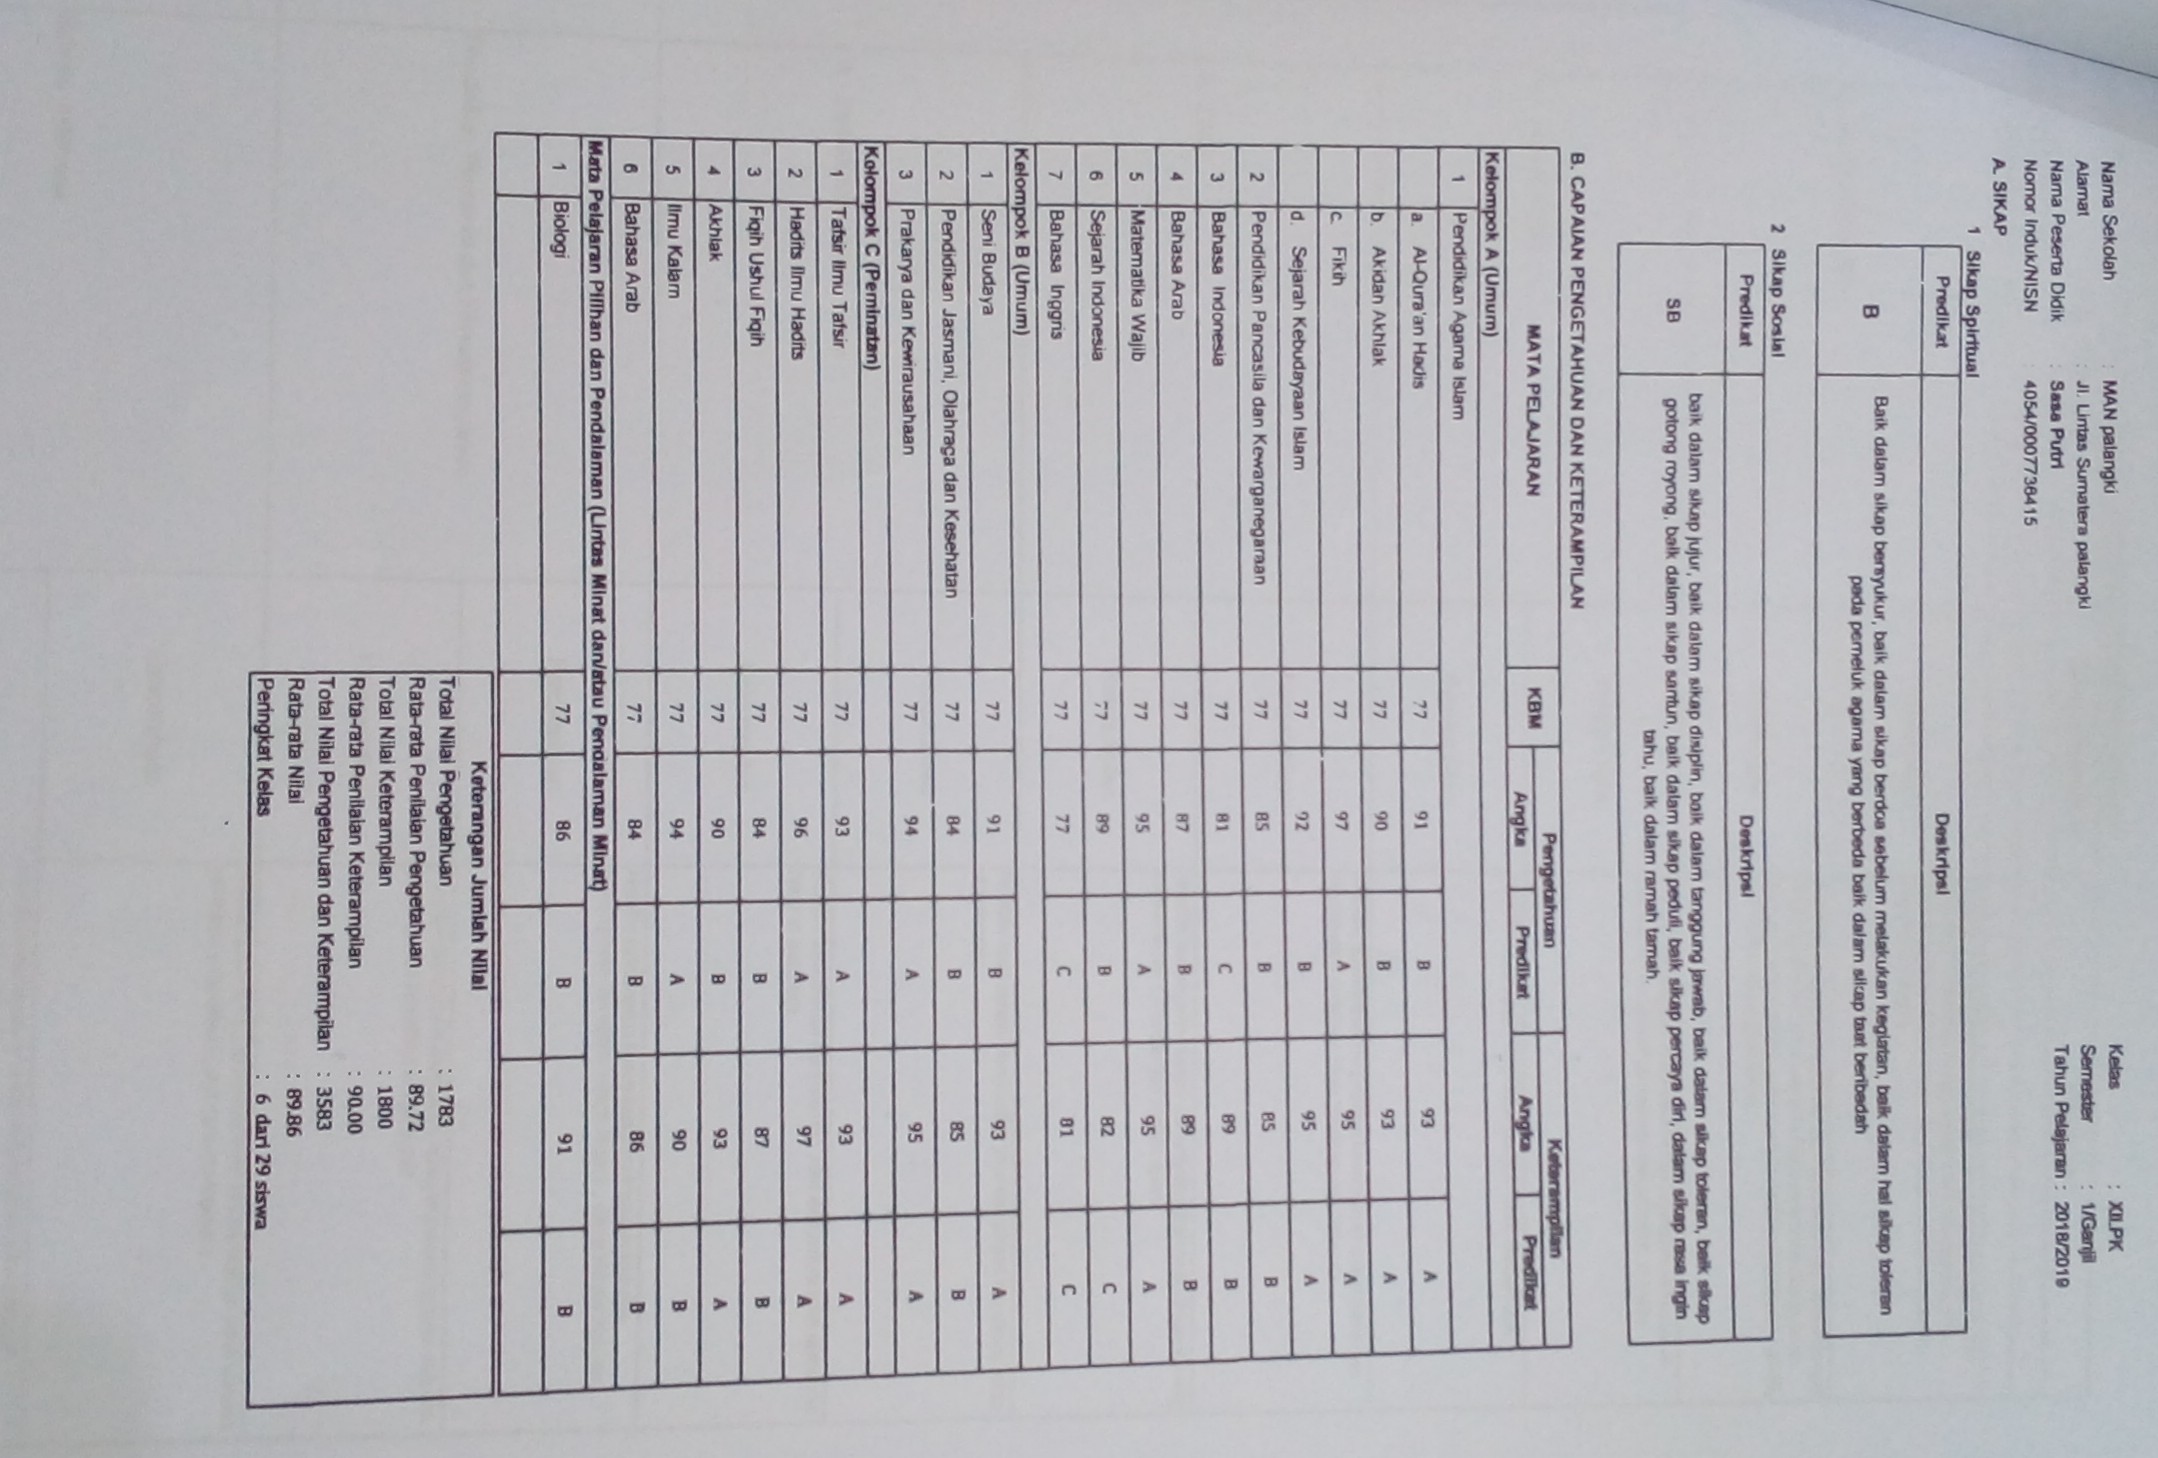 Nama Sekolah : MAN palangki Kelas : XII.PK
Alamat : Jl. Lintas Sumatera palangki Semester : 1/Ganjil
Nama Peserta Didik : Sasa Putri Tahun Pelajaran : 2018/2019
Nomor Induk/NISN : 4054/0007736415
A. SIKAP
1 Sikap Spiritual
Predikat Deskripsi
B Baik dalam sikap bersyukur, baik dalam sikap berdoa sebelum melakukan kegiatan, baik dalam hal sikap toleran
pada pemeluk agama yang berbeda baik dalam sikap taat beribadah
2 Sikap Sosial
Predikat Deskripsi
SB baik dalam sikap jujur, baik dalam sikap disiplin, baik dalam tanggung jawab, baik dalam sikap toleran, baik sikap
gotong royong, baik dalam sikap santun, baik dalam sikap peduli, baik sikap percaya diri, dalam sikap rasa ingin
tahu, baik dalam ramah tamah.
B. CAPAIAN PENGETAHUAN DAN KETERAMPILAN
MATA PELAJARAN KBM Pengetahuan Keterampilan
Angka Predikat Angka Predikat
Kelompok A (Umum)
1 Pendidikan Agama Islam
a. Al-Qura'an Hadis 77 91 B 93 A
b. Akidan Akhlak 77 90 B 93 A
c. Fikih 77 97 A 95 A
d. Sejarah Kebudayaan Islam 77 92 B 95 A
2 Pendidikan Pancasila dan Kewarganegaraan 77 85 B 85 B
3 Bahasa Indonesia 77 81 C 89 B
4 Bahasa Arab 77 87 B 89 B
5 Matematika Wajib 77 95 A 95 A
6 Sejarah Indonesia 77 89 B 82 C
7 Bahasa Inggris 77 77 C 81 C
Kelompok B (Umum)
1 Seni Budaya 77 91 B 93 A
2 Pendidikan Jasmani, Olahraga dan Kesehatan 77 84 B 85 B
3 Prakarya dan Kewirausahaan 77 94 A 95 A
Kolompok C (Peminatan)
1 Tafsir Ilmu Tafsir 77 93 A 93 A
2 Hadits Ilmu Hadits 77 96 A 97 A
3 Fiqih Ushul Fiqih 77 84 B 87 B
4 Akhlak 77 90 B 93 A
5 Ilmu Kalam 77 94 A 90 B
6 Bahasa Arab 77 84 B 86 B
Mata Pelajaran Pilihan dan Pendalaman (Lintas Minat dan/atau Pendalaman Minat)
1 Biologi 77 86 B 91 B
Keterangan Jumlah Nilai
Total Nilai Pengetahuan : 1783
Rata-rata Penilaian Pengetahuan : 89.72
Total Nilai Keterampilan : 1800
Rata-rata Penilaian Keterampilan : 90.00
Total Nilai Pengetahuan dan Keterampilan : 3583
Rata-rata Nilai : 89.86
Peringkat Kelas : 6 dari 29 siswa